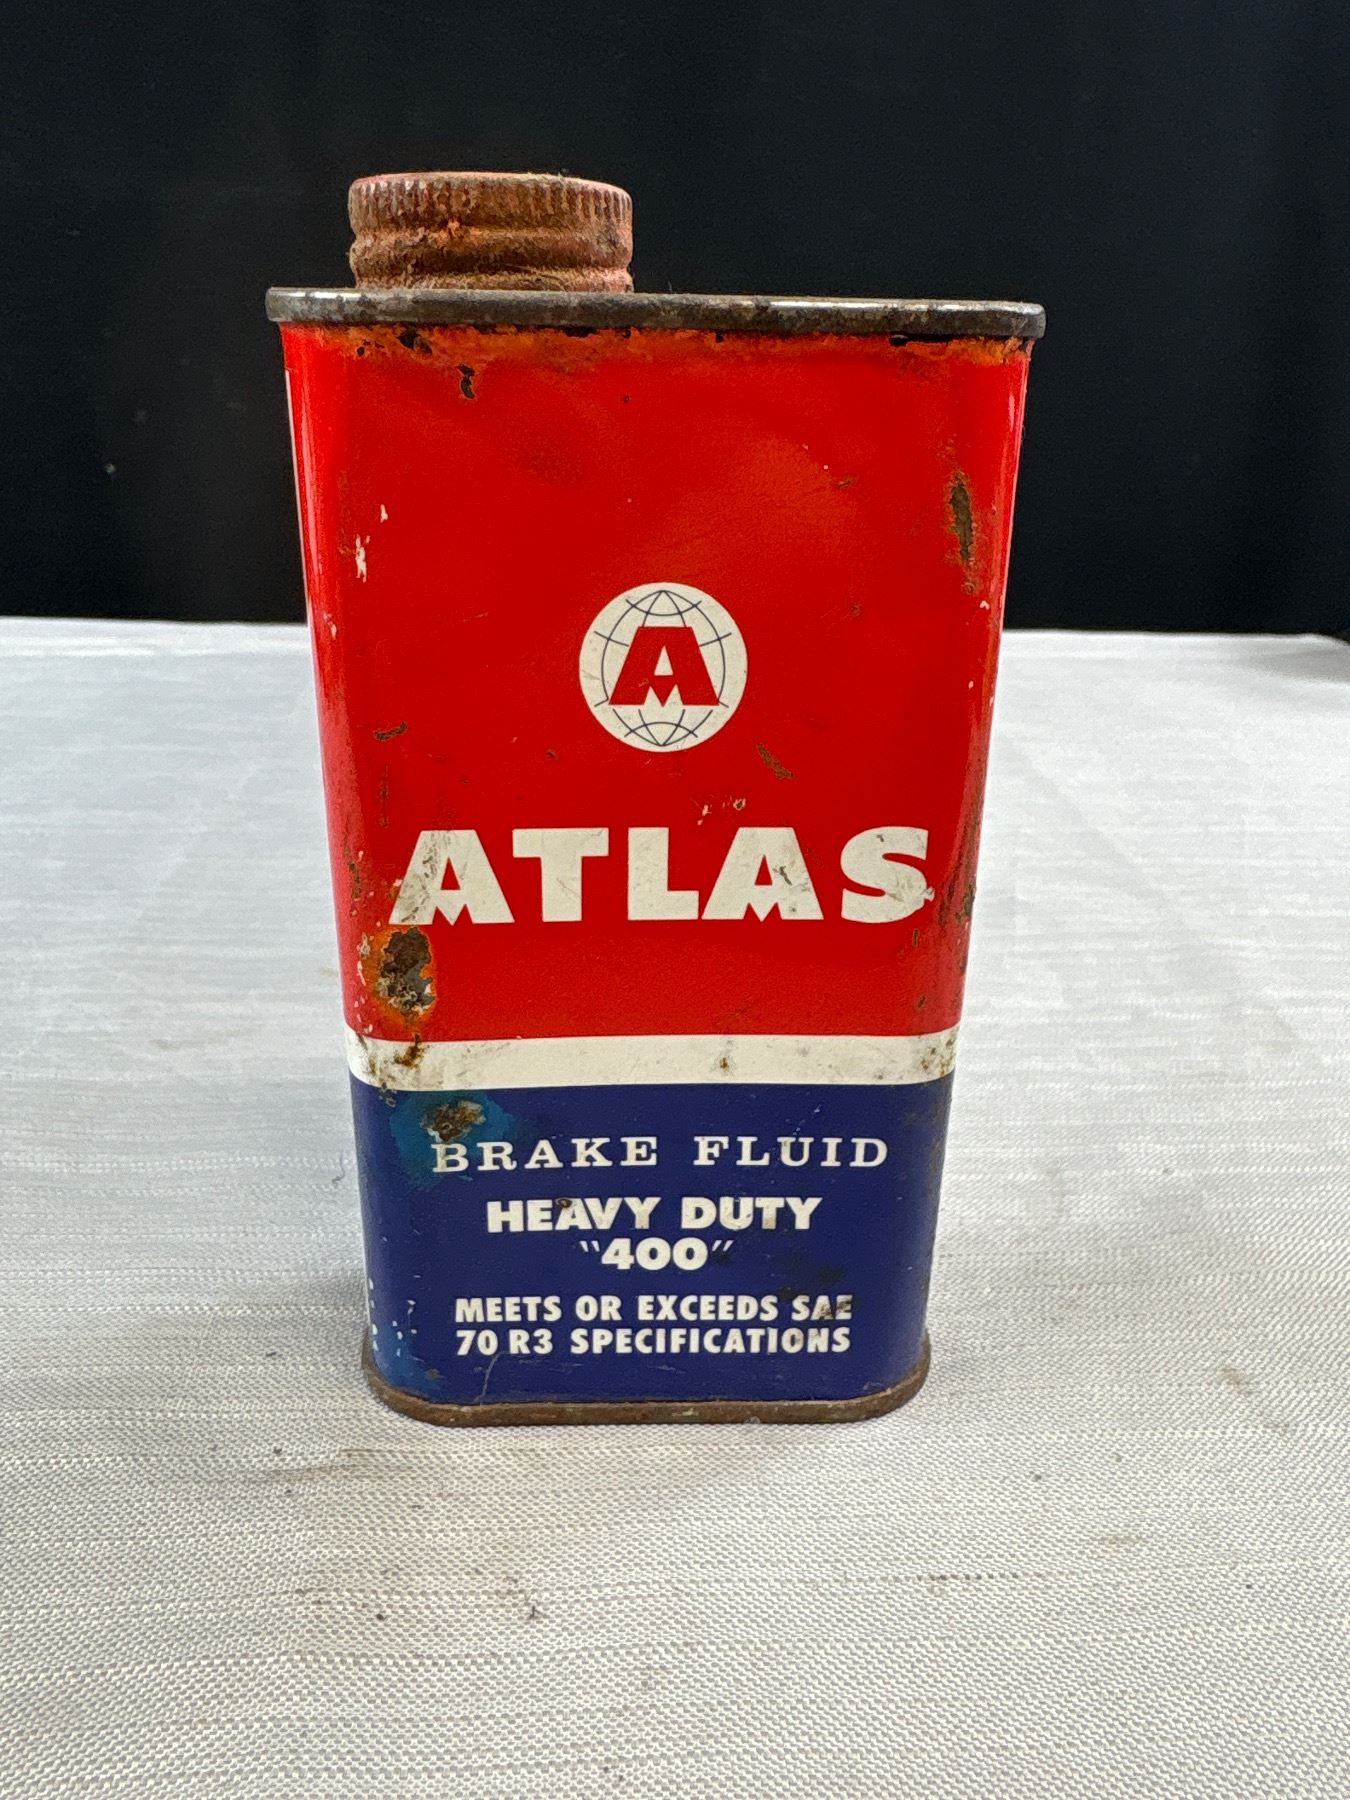 A
ATLAS
BRAKE FLUID
HEAVY DUTY
"400"
MEETS OR EXCEEDS SAE
70 R3 SPECIFICATIONS